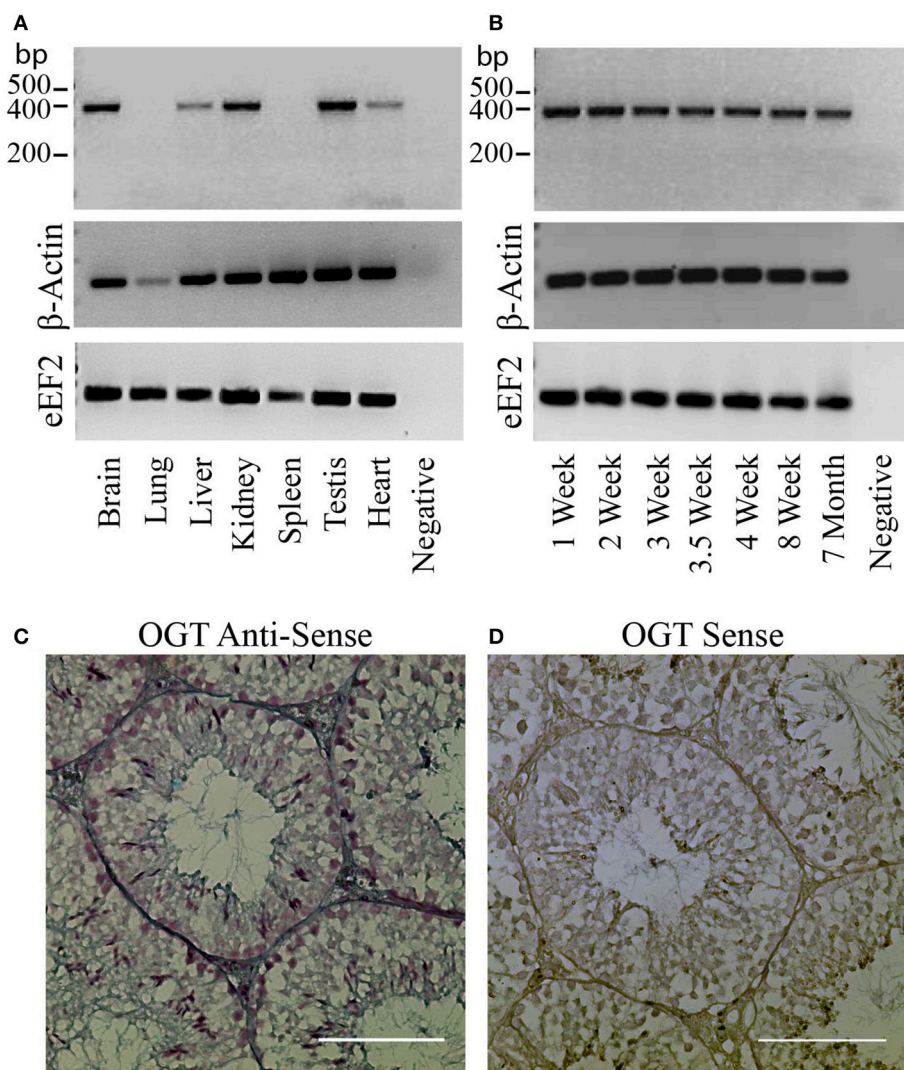 A
bp
500
400
200
β-Actin
eEF2
Brain
Lung
Liver
Kidney
Spleen
Testis
Heart
Negative
B
bp
500
400
200
β-Actin
eEF2
1 Week
2 Week
3 Week
3.5 Week
4 Week
8 Week
7 Month
Negative
C OGT Anti-Sense
D OGT Sense